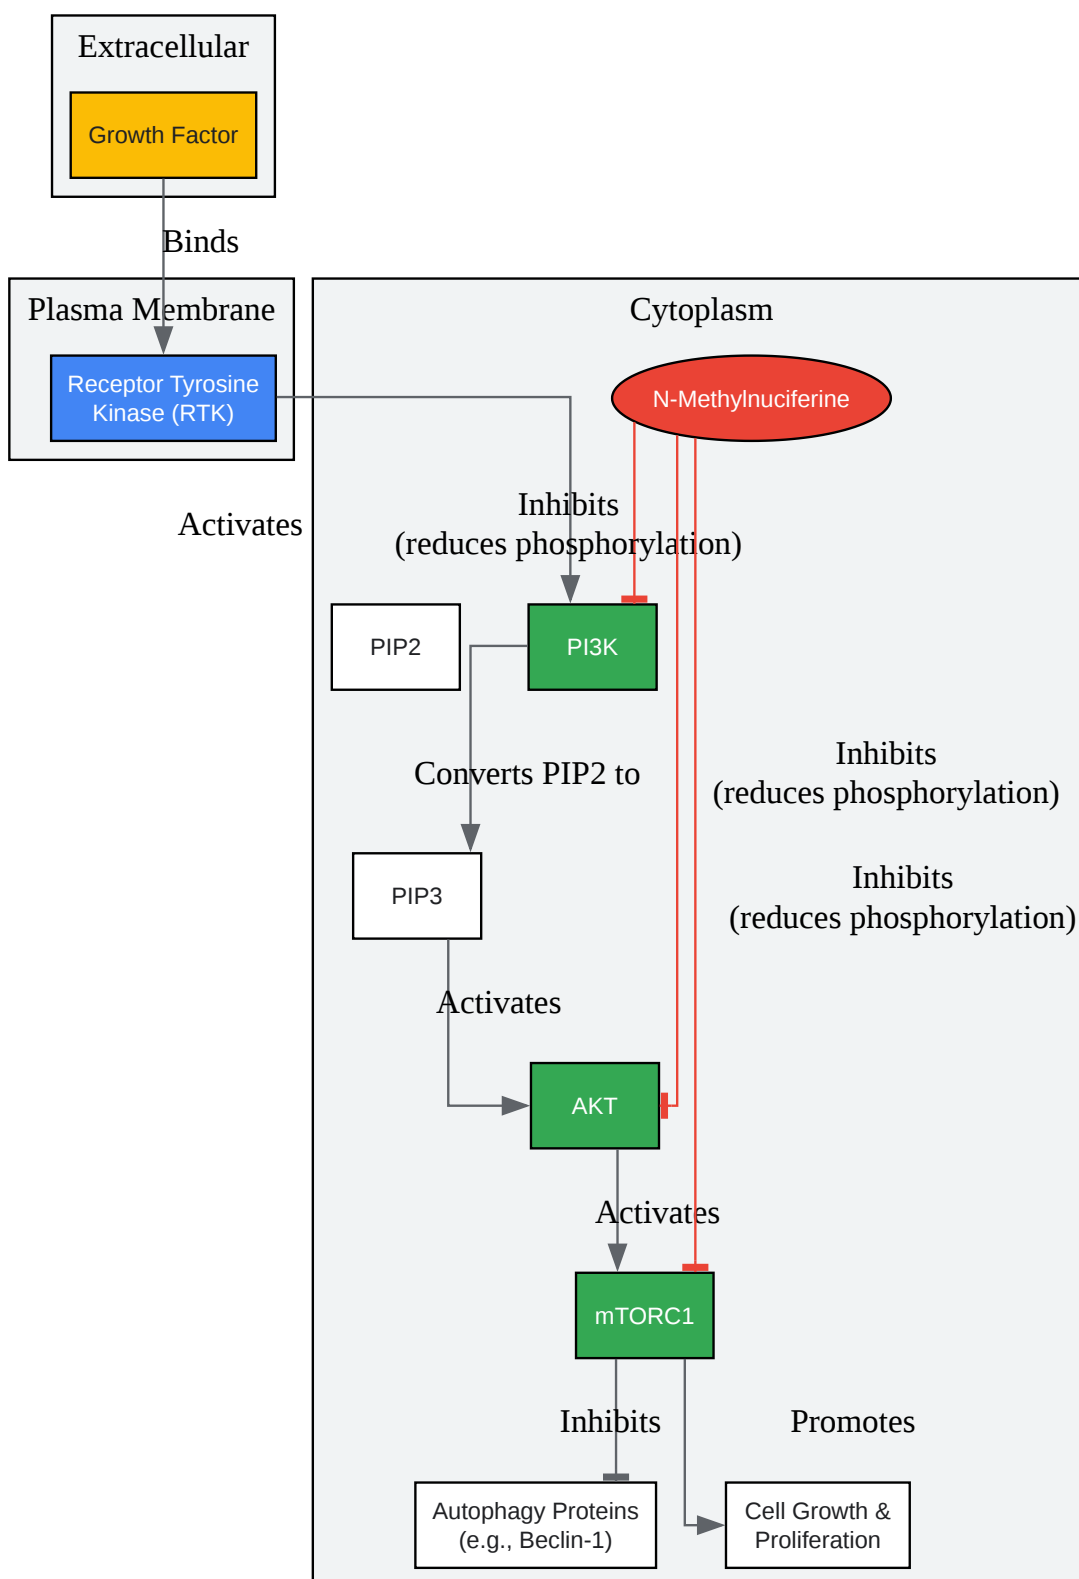 Extracellular
Growth Factor
Binds
Plasma Membrane
Receptor Tyrosine
Kinase (RTK)
Cytoplasm
N-Methylnuciferine
Activates
Inhibits
(reduces phosphorylation)
PIP2
PI3K
Converts PIP2 to
Inhibits
(reduces phosphorylation)
PIP3
Inhibits
(reduces phosphorylation)
Activates
AKT
Activates
mTORC1
Inhibits
Promotes
Autophagy Proteins
(e.g., Beclin-1)
Cell Growth &
Proliferation